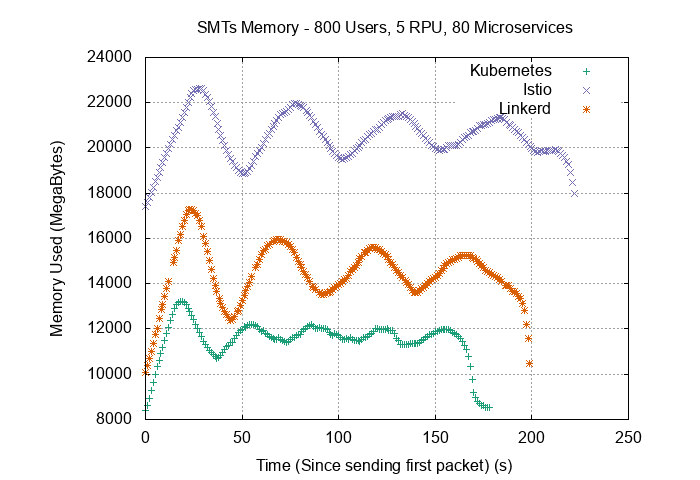 SMTs Memory - 800 Users, 5 RPU, 80 Microservices
24000
22000
20000
18000
16000
14000
12000
10000
8000
Memory Used (MegaBytes)
Kubernetes
Istio
Linkerd
0 50 100 150 200 250
Time (Since sending first packet) (s)